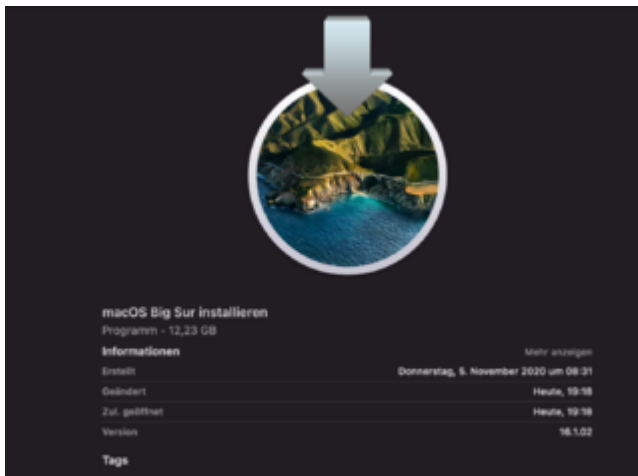 macOS Big Sur installieren
Programm - 12,23 GB
Informationen Mehr anzeigen
Erstellt Donnerstag, 5. November 2020 um 08:31
Geändert Heute, 19:18
Zul. geöffnet Heute, 19:18
Version 16.1.02
Tags